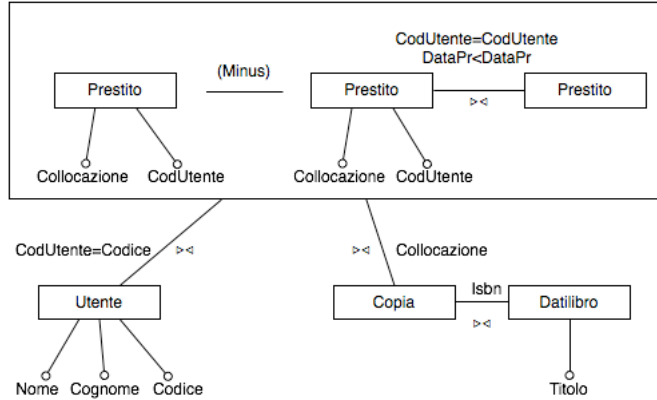 CodUtente=CodUtente
DataPr<DataPr
(Minus)
Prestito
Prestito
Prestito
▷◁
Collocazione
CodUtente
Collocazione
CodUtente
CodUtente=Codice
▷◁
▷◁
Collocazione
Isbn
Utente
Copia
Datilibro
▷◁
Nome
Cognome
Codice
Titolo